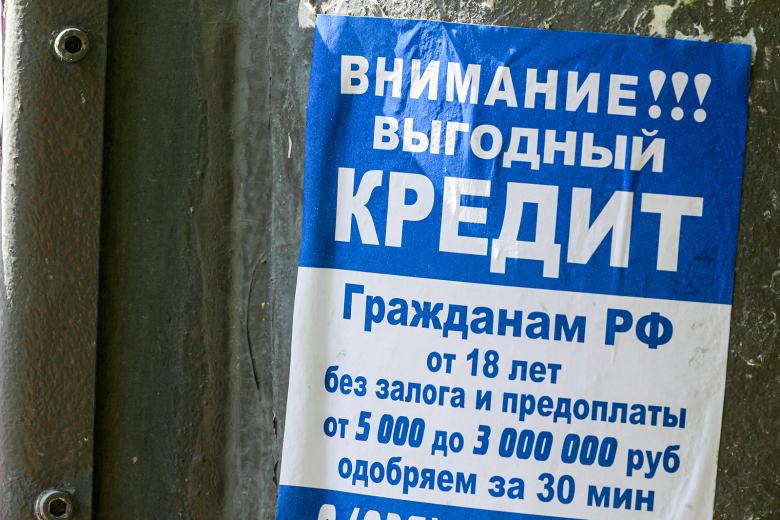 ВНИМАНИЕ!!!
ВЫГОДНЫЙ
КРЕДИТ
Гражданам РФ
от 18 лет
без залога и предоплаты
от 5 000 до 3 000 000 руб
одобряем за 30 мин